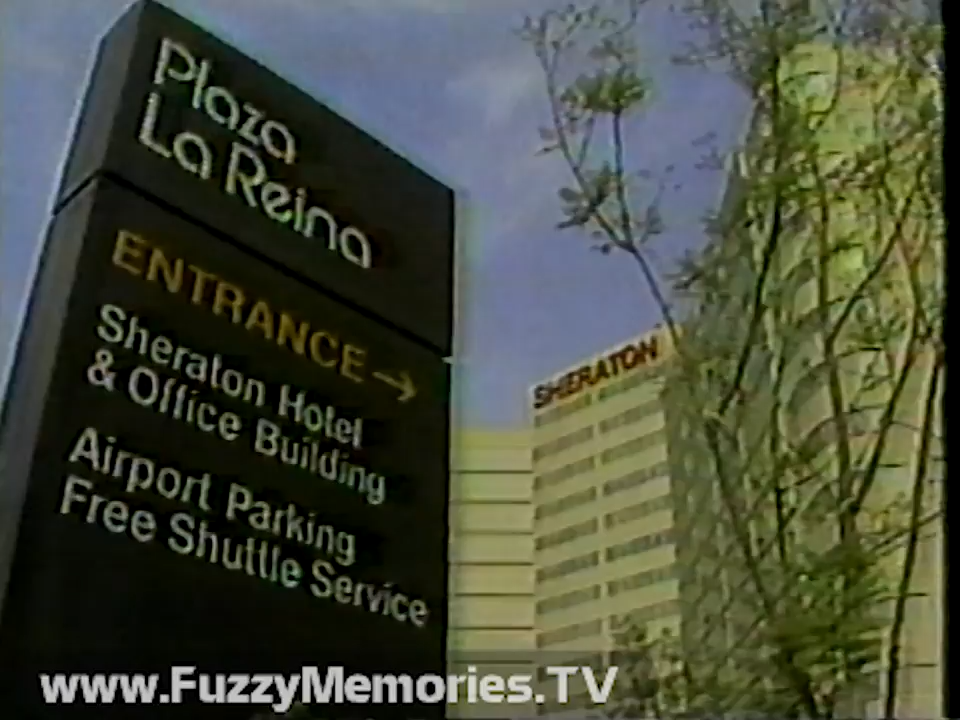 Plaza
La Reina
ENTRANCE →
Sheraton Hotel
& Office Building
Airport Parking
Free Shuttle Service
SHERATON
www.FuzzyMemories.TV